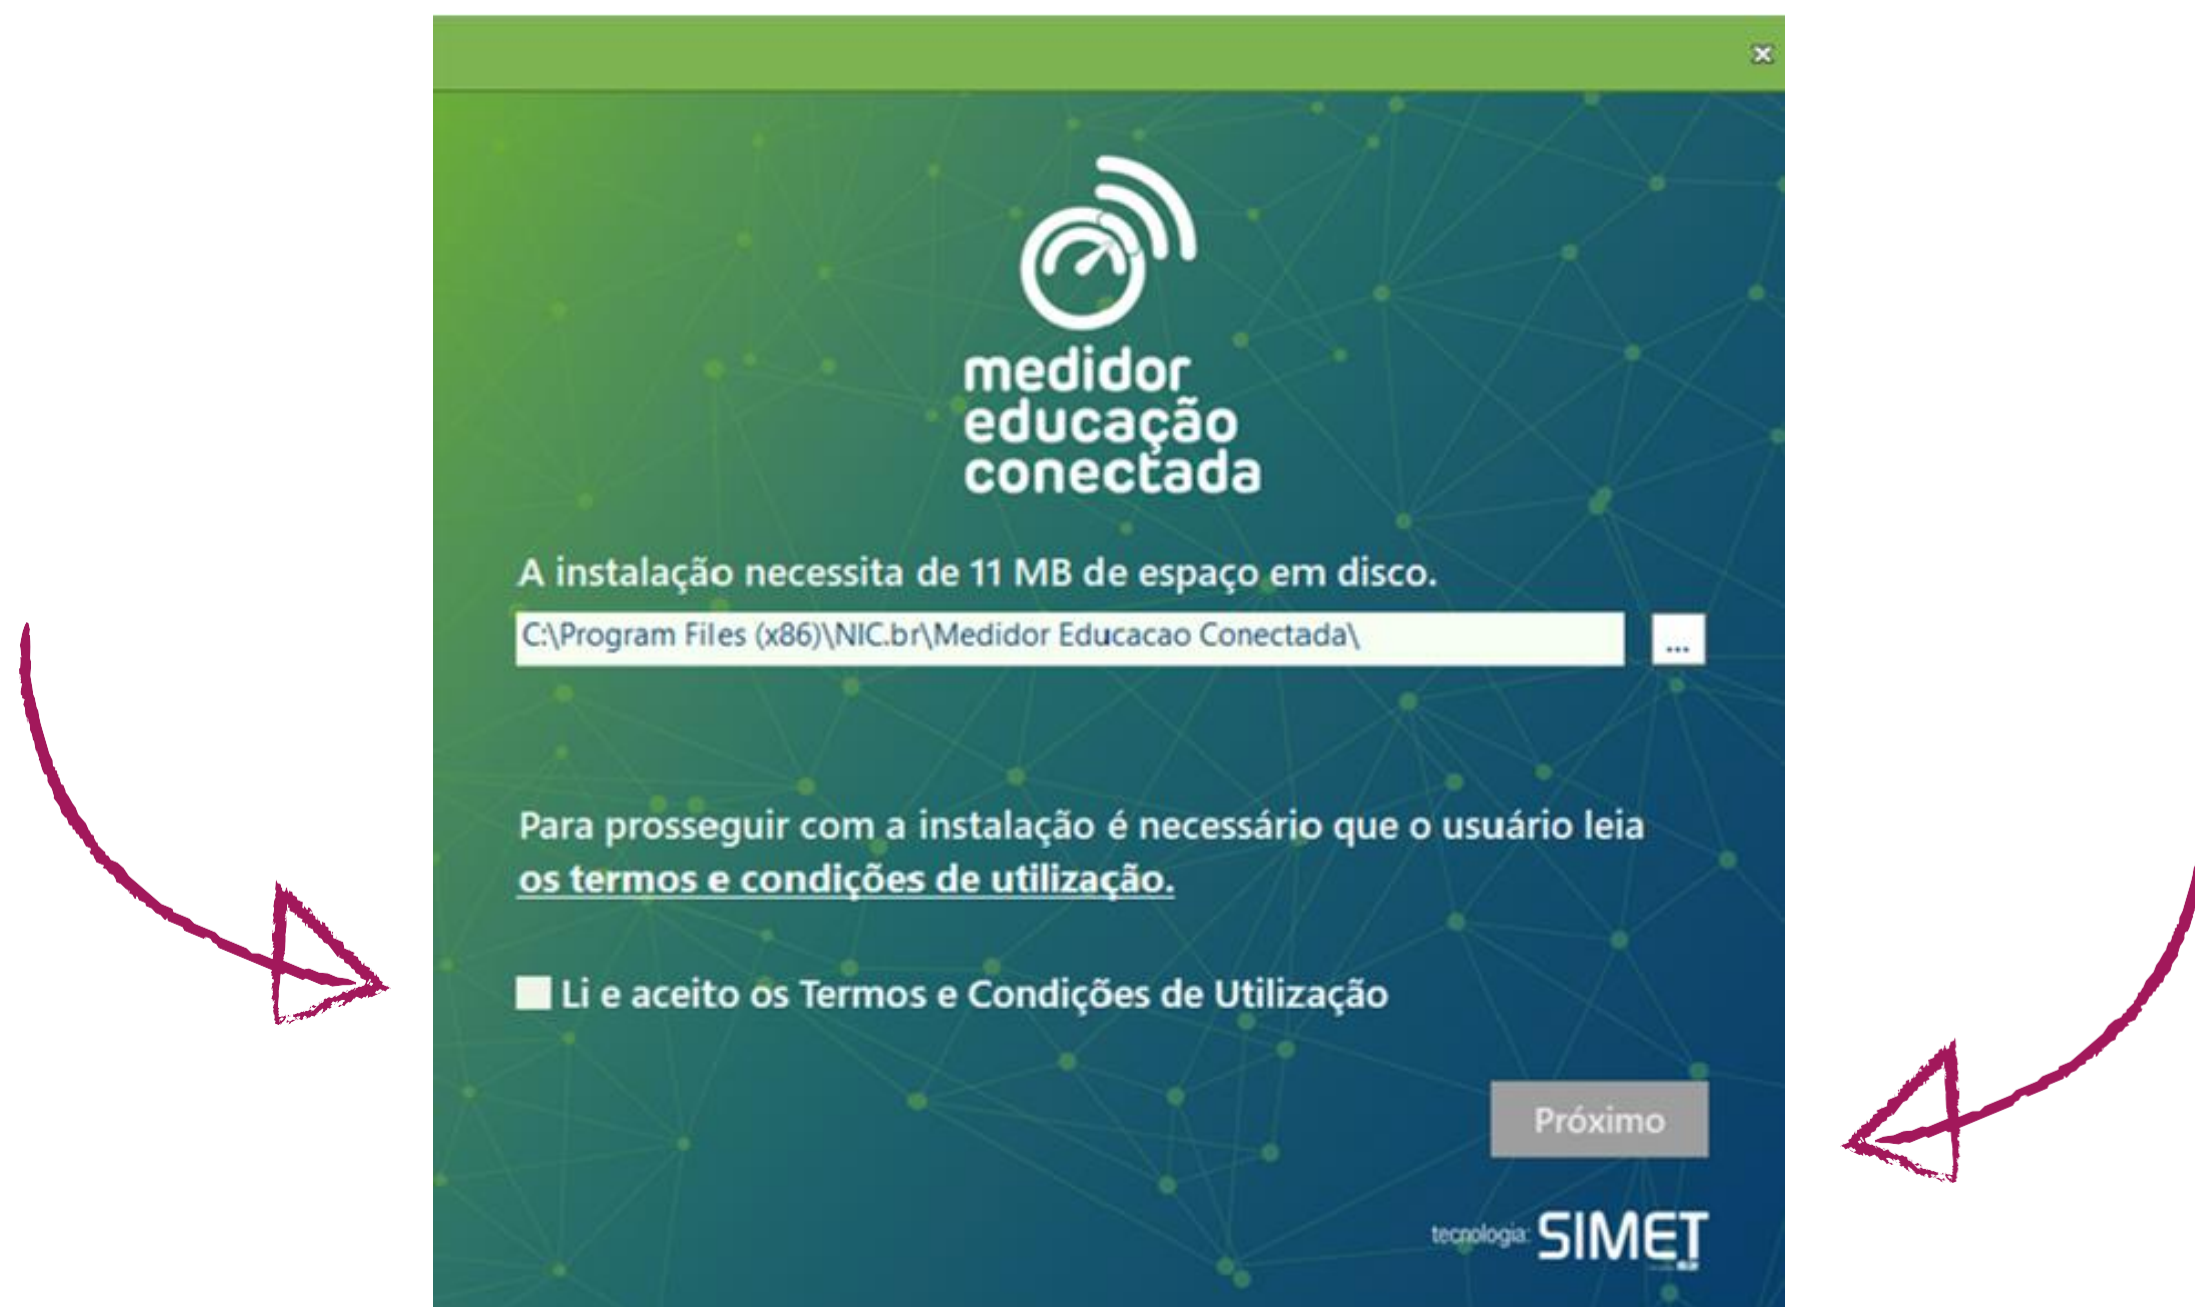 medidor
educação
conectada
A instalação necessita de 11 MB de espaço em disco.
C:\Program Files (x86)\NIC.br\Medidor Educacao Conectada\
...
Para prosseguir com a instalação é necessário que o usuário leia
os termos e condições de utilização.
Li e aceito os Termos e Condições de Utilização
Próximo
tecnologia: SIMET